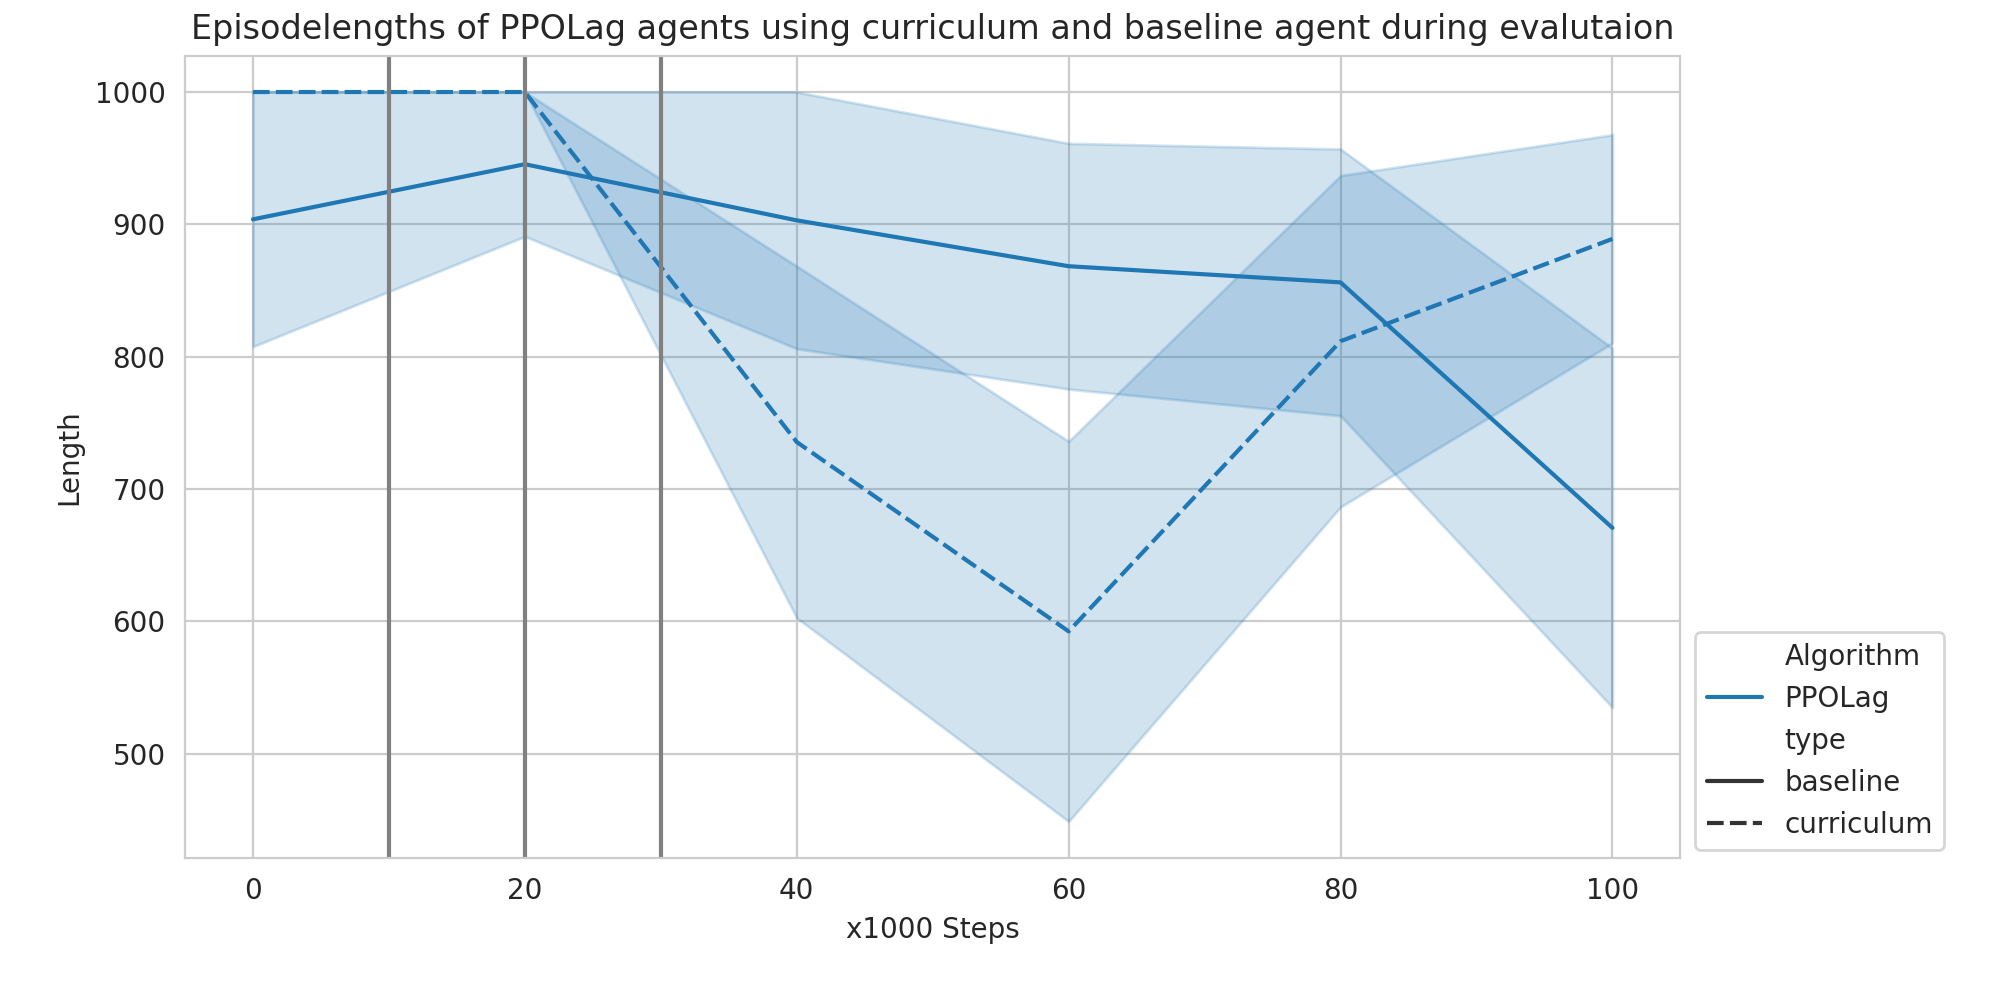 Episodelengths of PPOLag agents using curriculum and baseline agent during evalutaion
1000
900
800
700
600
500
Length
0 20 40 60 80 100
x1000 Steps
Algorithm
PPOLag
type
baseline
curriculum